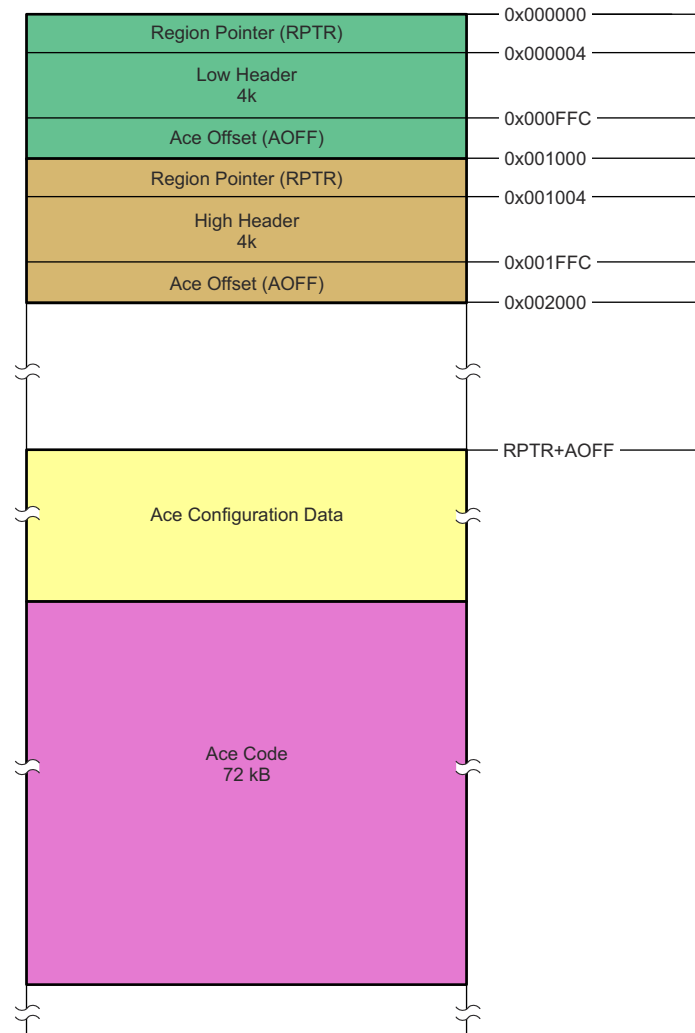 0x000000
Region Pointer (RPTR)
0x000004
Low Header
4k
0x000FFC
Ace Offset (AOFF)
0x001000
Region Pointer (RPTR)
0x001004
High Header
4k
0x001FFC
Ace Offset (AOFF)
0x002000
RPTR+AOFF
Ace Configuration Data
Ace Code
72 kB